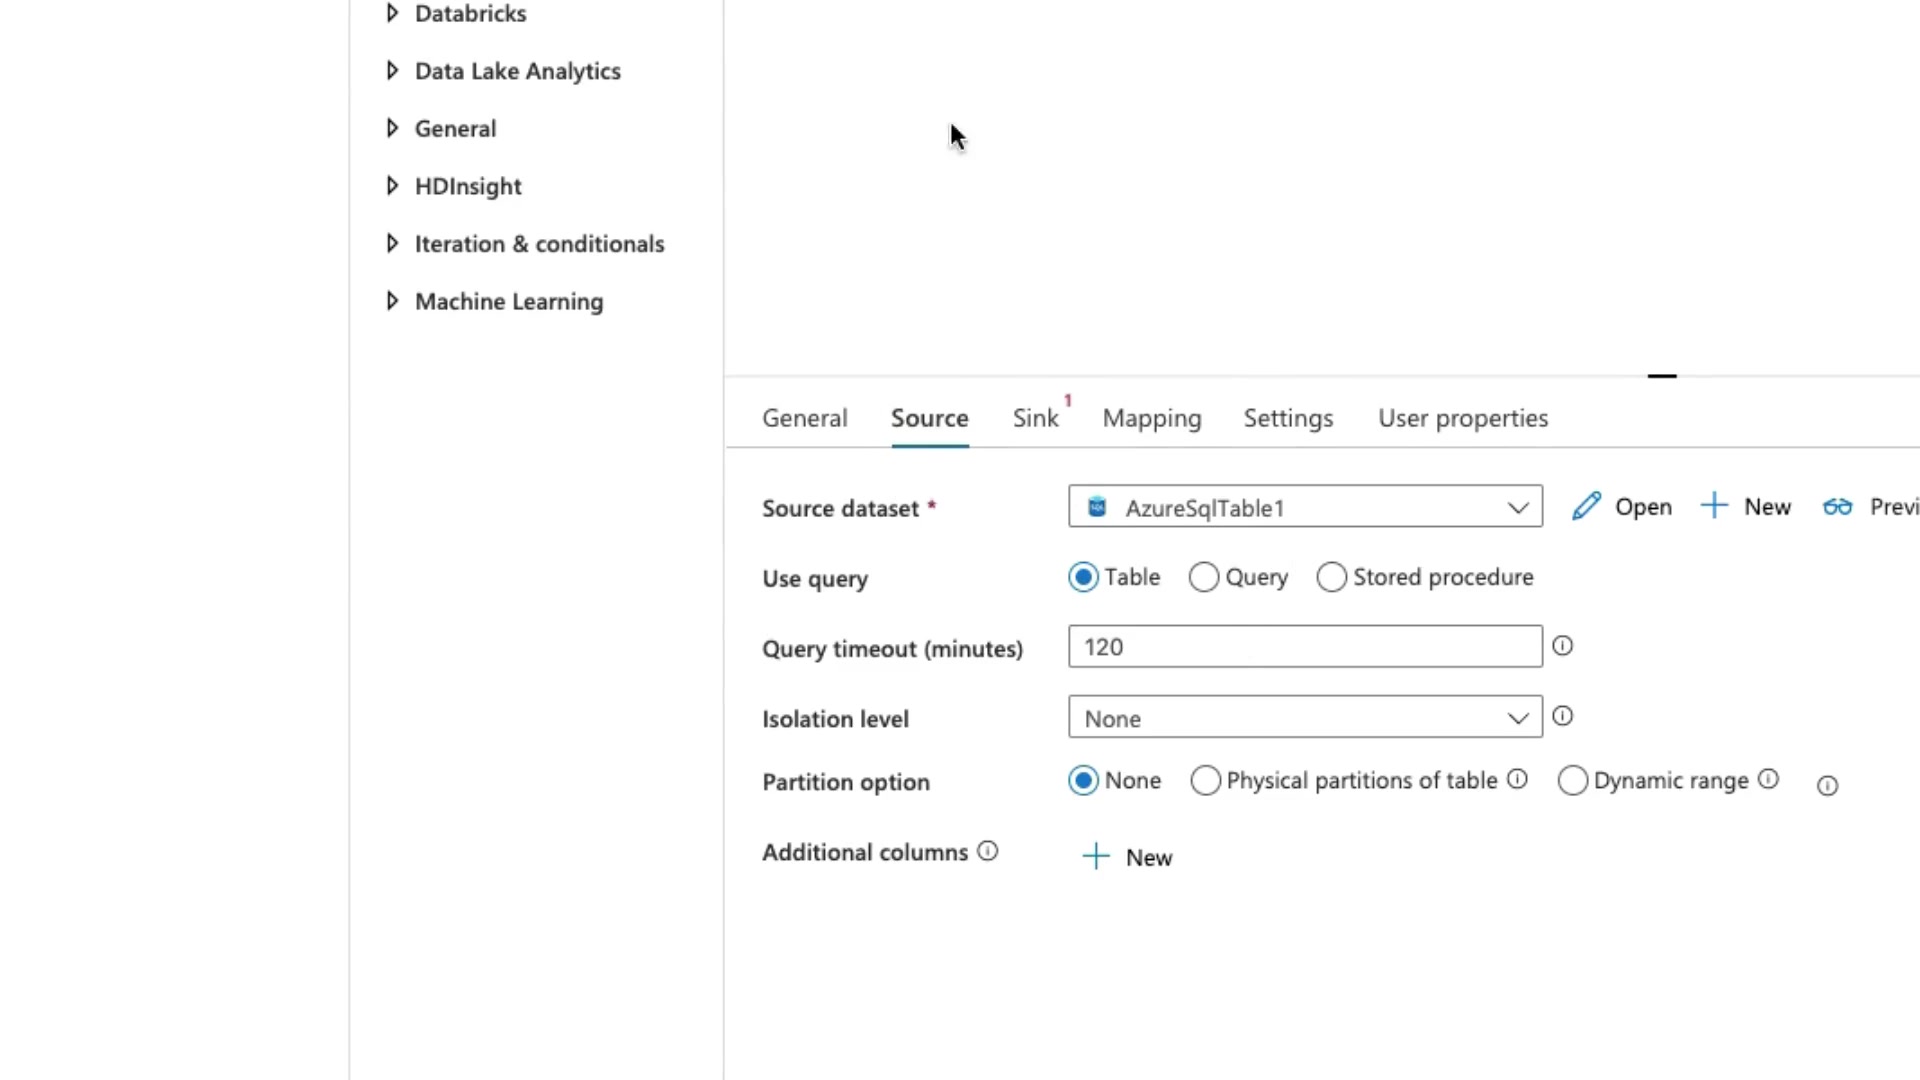 Databricks
Data Lake Analytics
General
HDInsight
Iteration & conditionals
Machine Learning
General Source Sink 1 Mapping Settings User properties
Source dataset * AzureSqlTable1 Open New Previ
Use query Table Query Stored procedure
Query timeout (minutes) 120
Isolation level None
Partition option None Physical partitions of table Dynamic range
Additional columns New